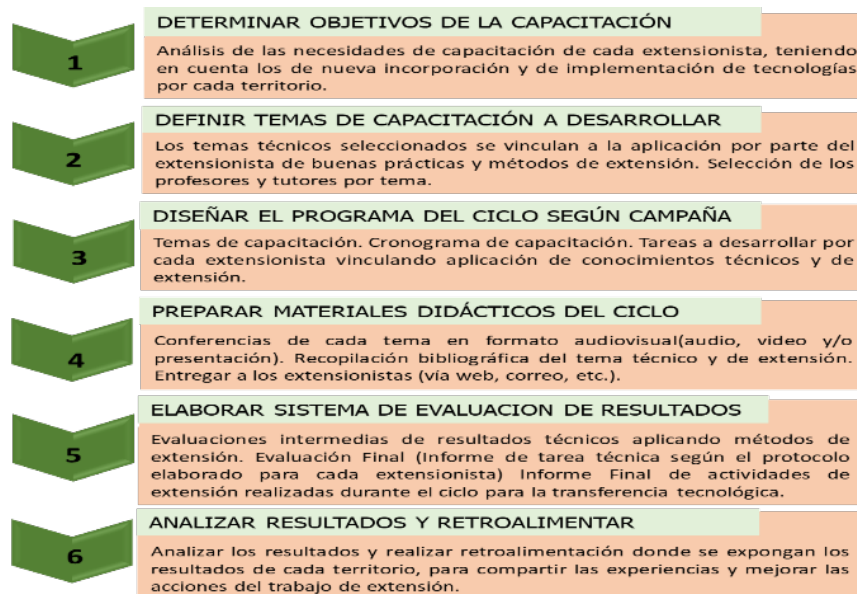 1
DETERMINAR OBJETIVOS DE LA CAPACITACIÓN
Análisis de las necesidades de capacitación de cada extensionista, teniendo
en cuenta los de nueva incorporación y de implementación de tecnologías
por cada territorio.
2
DEFINIR TEMAS DE CAPACITACIÓN A DESARROLLAR
Los temas técnicos seleccionados se vinculan a la aplicación por parte del
extensionista de buenas prácticas y métodos de extensión. Selección de los
profesores y tutores por tema.
3
DISEÑAR EL PROGRAMA DEL CICLO SEGÚN CAMPAÑA
Temas de capacitación. Cronograma de capacitación. Tareas a desarrollar por
cada extensionista vinculando aplicación de conocimientos técnicos y de
extensión.
4
PREPARAR MATERIALES DIDÁCTICOS DEL CICLO
Conferencias de cada tema en formato audiovisual(audio, video y/o
presentación). Recopilación bibliográfica del tema técnico y de extensión.
Entregar a los extensionistas (vía web, correo, etc.).
5
ELABORAR SISTEMA DE EVALUACION DE RESULTADOS
Evaluaciones intermedias de resultados técnicos aplicando métodos de
extensión. Evaluación Final (Informe de tarea técnica según el protocolo
elaborado para cada extensionista) Informe Final de actividades de
extensión realizadas durante el ciclo para la transferencia tecnológica.
6
ANALIZAR RESULTADOS Y RETROALIMENTAR
Analizar los resultados y realizar retroalimentación donde se expongan los
resultados de cada territorio, para compartir las experiencias y mejorar las
acciones del trabajo de extensión.